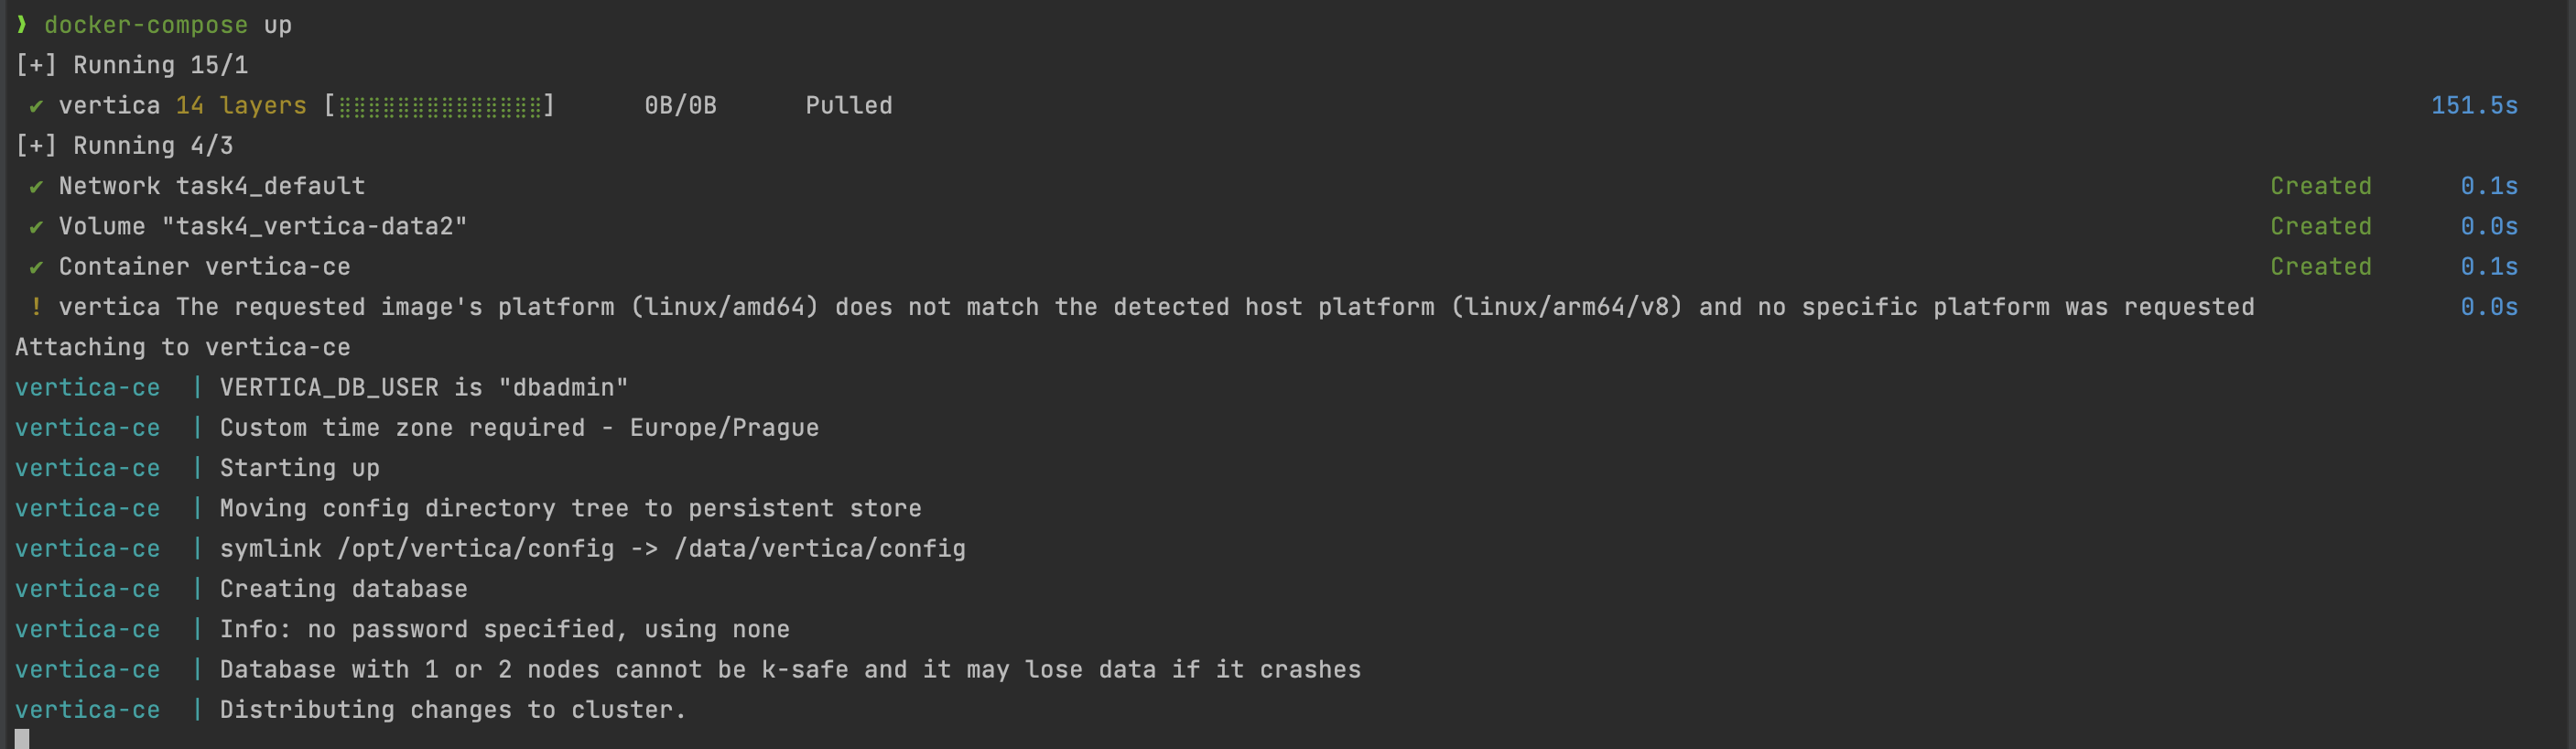 ❯ docker-compose up
[+] Running 15/1
✔ vertica 14 layers [⣿⣿⣿⣿⣿⣿⣿⣿⣿⣿⣿⣿⣿⣿] 0B/0B Pulled 151.5s
[+] Running 4/3
✔ Network task4_default Created 0.1s
✔ Volume "task4_vertica-data2" Created 0.0s
✔ Container vertica-ce Created 0.1s
! vertica The requested image's platform (linux/amd64) does not match the detected host platform (linux/arm64/v8) and no specific platform was requested 0.0s
Attaching to vertica-ce
vertica-ce | VERTICA_DB_USER is "dbadmin"
vertica-ce | Custom time zone required - Europe/Prague
vertica-ce | Starting up
vertica-ce | Moving config directory tree to persistent store
vertica-ce | symlink /opt/vertica/config -> /data/vertica/config
vertica-ce | Creating database
vertica-ce | Info: no password specified, using none
vertica-ce | Database with 1 or 2 nodes cannot be k-safe and it may lose data if it crashes
vertica-ce | Distributing changes to cluster.